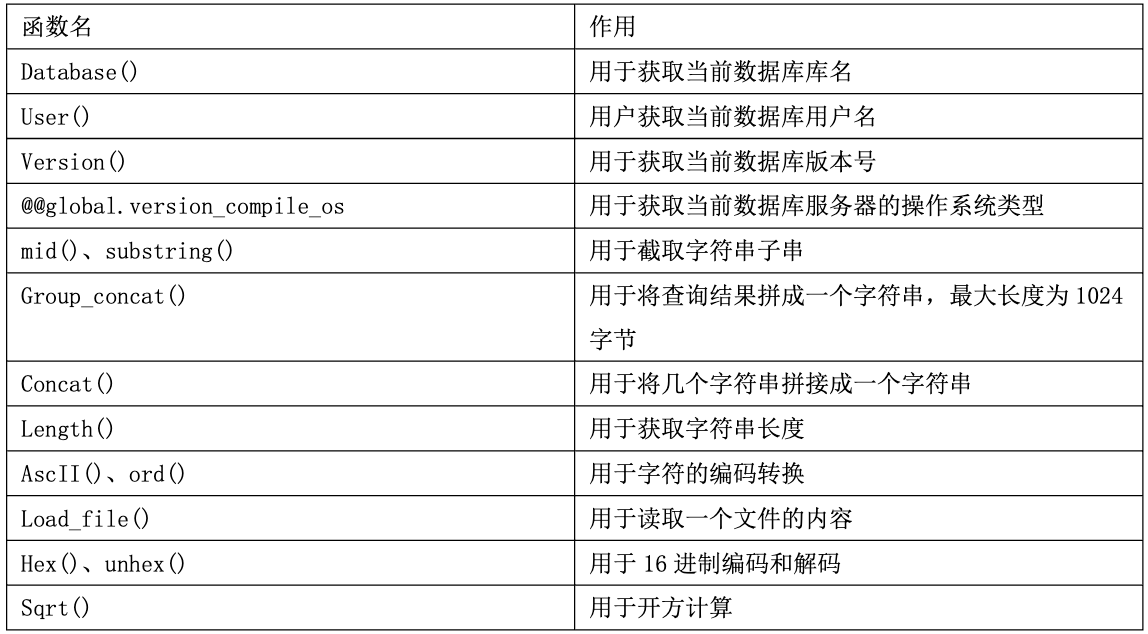 函数名 作用
Database() 用于获取当前数据库库名
User() 用户获取当前数据库用户名
Version() 用于获取当前数据库版本号
@@global.version_compile_os 用于获取当前数据库服务器的操作系统类型
mid()、substring() 用于截取字符串子串
Group_concat() 用于将查询结果拼成一个字符串，最大长度为 1024
字节
Concat() 用于将几个字符串拼接成一个字符串
Length() 用于获取字符串长度
AscII()、ord() 用于字符的编码转换
Load_file() 用于读取一个文件的内容
Hex()、unhex() 用于 16 进制编码和解码
Sqrt() 用于开方计算